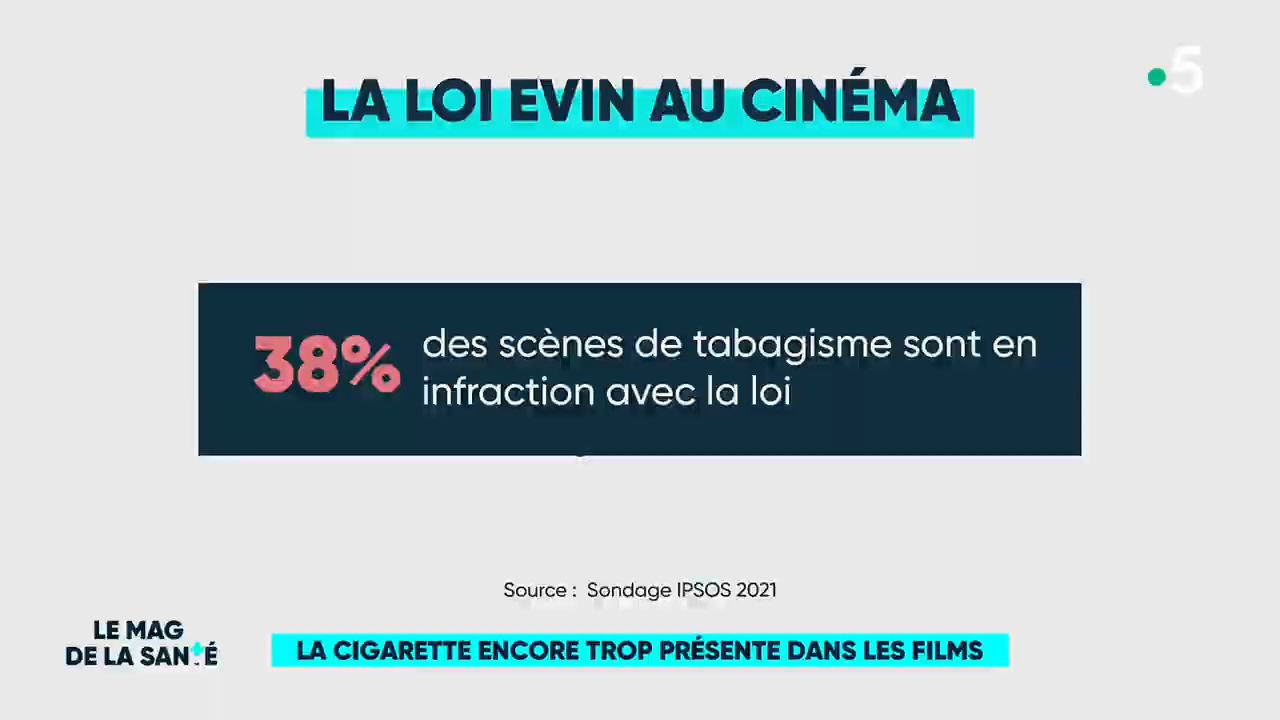 LA LOI EVIN AU CINÉMA
5
38% des scènes de tabagisme sont en
infraction avec la loi
Source : Sondage IPSOS 2021
LE MAG
DE LA SANTÉ
LA CIGARETTE ENCORE TROP PRÉSENTE DANS LES FILMS